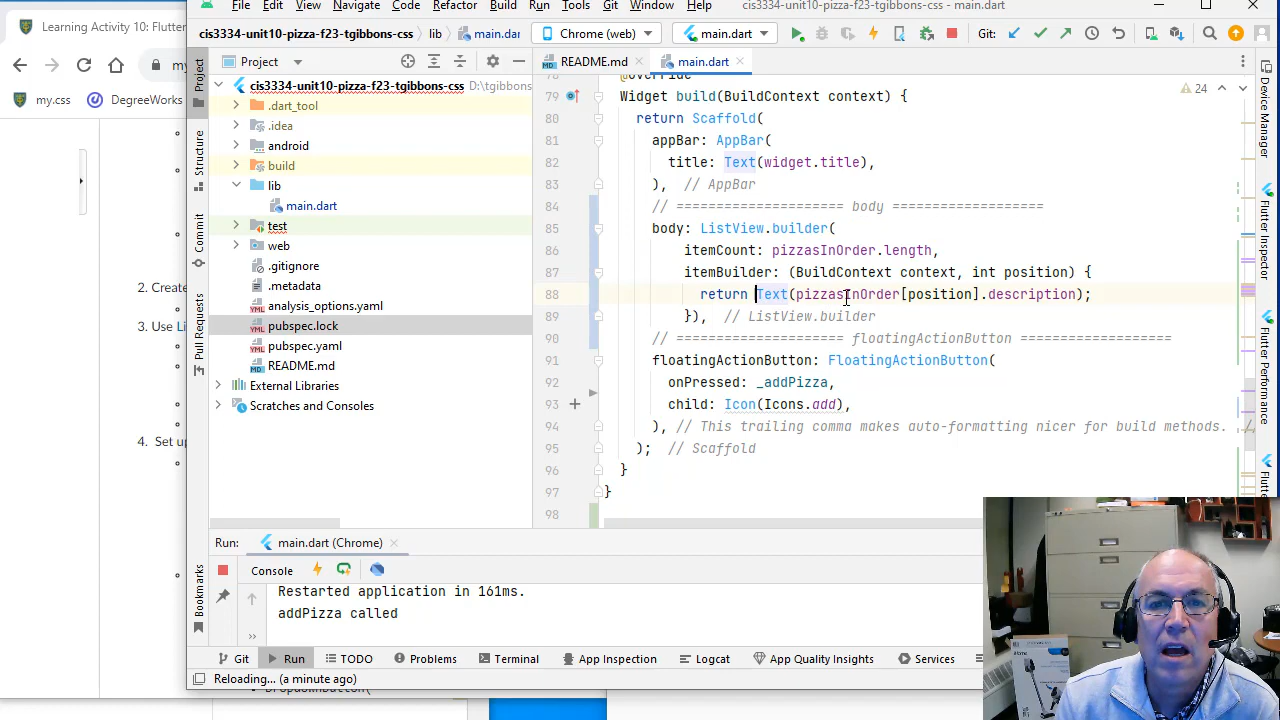 Learning Activity 10: Flutter
my
my.css
DegreeWorks
2. Create
3. Use Li
4. Set up
File Edit View Navigate Code Refactor Build Run Tools Git Window Help cis3334-unit10-pizza-f23-tgibbons-css - main.dart
cis3334-unit10-pizza-f23-tgibbons-css lib main.dar Chrome (web) main.dart Git:
Project
README.md
main.dart
cis3334-unit10-pizza-f23-tgibbons-css D:\tgibbons
.dart_tool
.idea
android
build
lib
main.dart
test
web
.gitignore
.metadata
analysis_options.yaml
pubspec.lock
pubspec.yaml
README.md
External Libraries
Scratches and Consoles
Project
Structure
Commit
Pull Requests
Bookmarks
24
78 @override
79 Widget build(BuildContext context) {
80 return Scaffold(
81 appBar: AppBar(
82 title: Text(widget.title),
83 ), // AppBar
84 // ===================== body ===================
85 body: ListView.builder(
86 itemCount: pizzasInOrder.length,
87 itemBuilder: (BuildContext context, int position) {
88 return Text(pizzasInOrder[position].description);
89 }), // ListView.builder
90 // ===================== floatingActionButton ===================
91 floatingActionButton: FloatingActionButton(
92 onPressed: _addPizza,
93 child: Icon(Icons.add),
94 ), // This trailing comma makes auto-formatting nicer for build methods. /
95 ); // Scaffold
96 }
97 }
98
Device Manager
Flutter Inspector
Flutter Performance
Flutt
Run: main.dart (Chrome)
Console
Restarted application in 161ms.
addPizza called
Git Run TODO Problems Terminal App Inspection Logcat App Quality Insights Services
Reloading... (a minute ago)
DropdownButton(